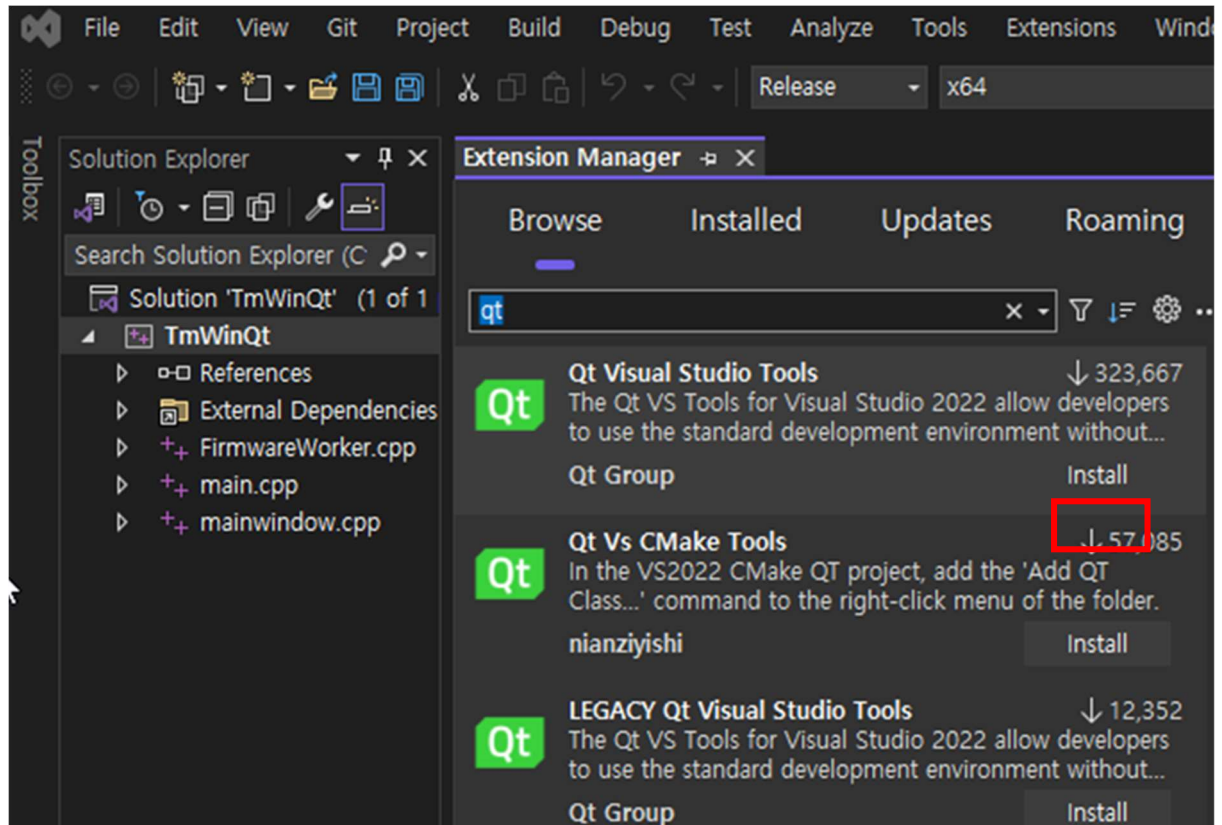 File Edit View Git Project Build Debug Test Analyze Tools Extensions
Release x64
Toolbox
Solution Explorer
Search Solution Explorer (C
Solution 'TmWinQt' (1 of 1
TmWinQt
References
External Dependencies
FirmwareWorker.cpp
main.cpp
mainwindow.cpp
Extension Manager
Browse Installed Updates Roaming
qt
Qt Visual Studio Tools 323,667
The Qt VS Tools for Visual Studio 2022 allow developers
to use the standard development environment without...
Qt Group Install
Qt Vs CMake Tools 57,085
In the VS2022 CMake QT project, add the 'Add QT
Class...' command to the right-click menu of the folder.
nianziyishi Install
LEGACY Qt Visual Studio Tools 12,352
The Qt VS Tools for Visual Studio 2022 allow developers
to use the standard development environment without...
Qt Group Install
Qt
Qt
Qt